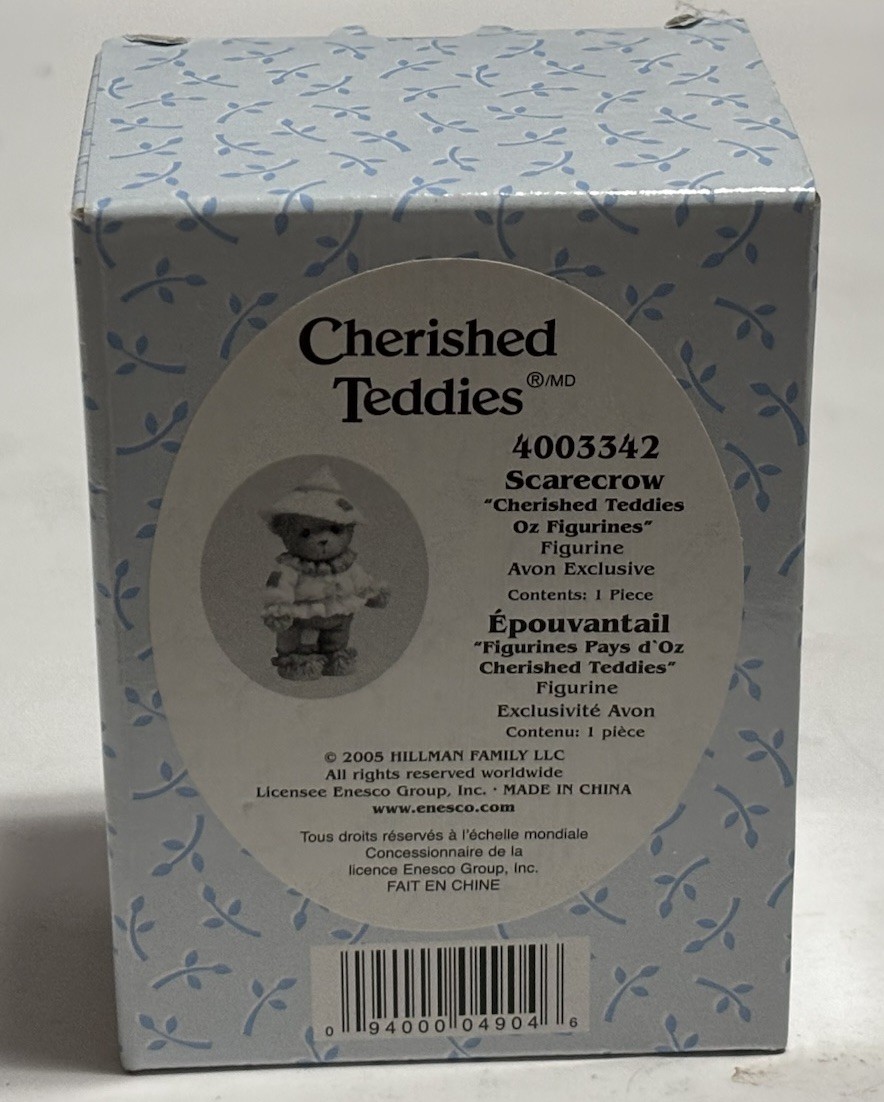 Cherished
Teddies®/MD
4003342
Scarecrow
"Cherished Teddies
Oz Figurines"
Figurine
Avon Exclusive
Contents: 1 Piece
Épouvantail
"Figurines Pays d'Oz
Cherished Teddies"
Figurine
Exclusivité Avon
Contenu: 1 pièce
© 2005 HILLMAN FAMILY LLC
All rights reserved worldwide
Licensee Enesco Group, Inc. · MADE IN CHINA
www.enesco.com
Tous droits réservés à l'échelle mondiale
Concessionnaire de la
licence Enesco Group, Inc.
FAIT EN CHINE
0 94000 04904 6